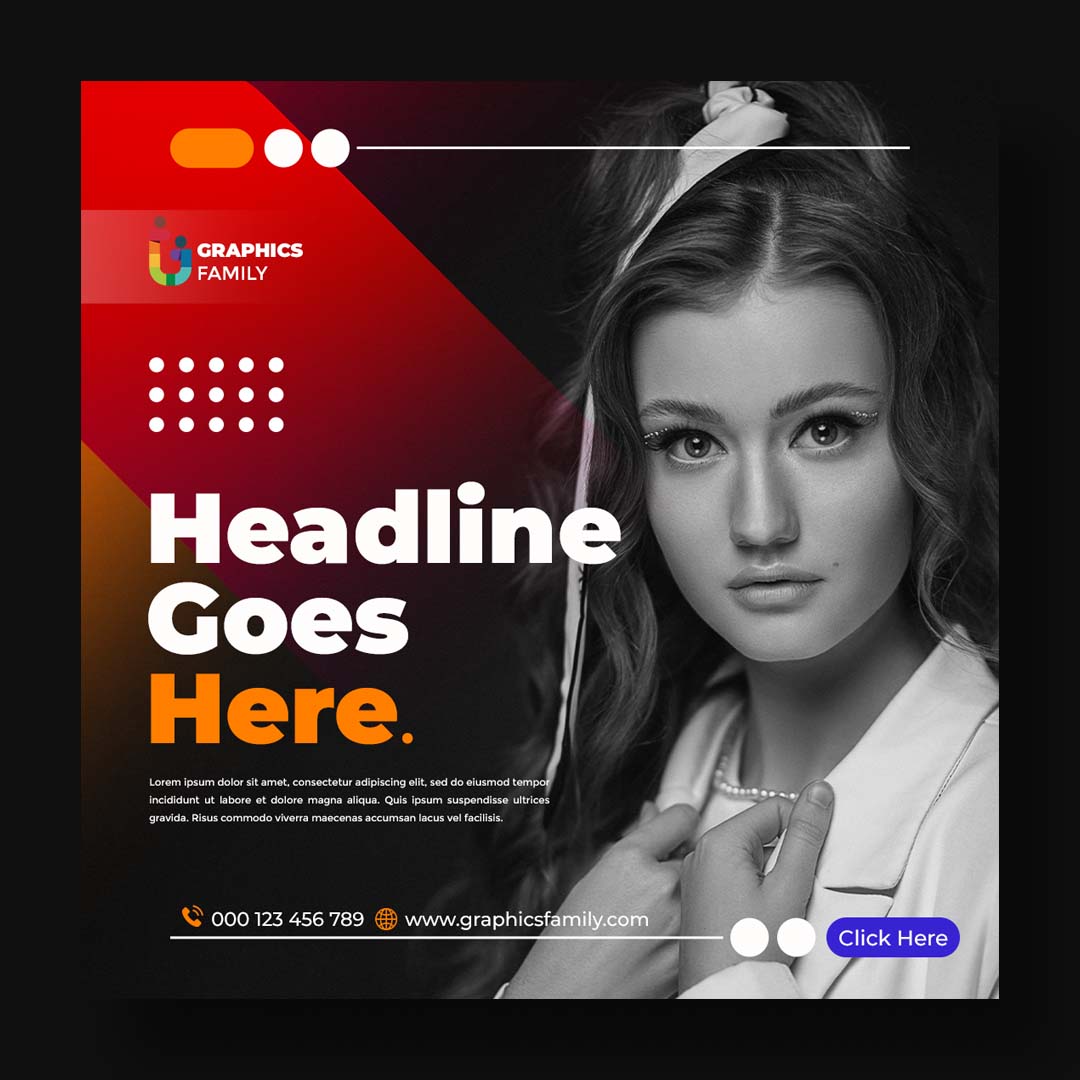 GRAPHICS
FAMILY
Headline
Goes
Here.
Lorem ipsum dolor sit amet, consectetur adipiscing elit, sed do eiusmod tempor
incididunt ut labore et dolore magna aliqua. Quis ipsum suspendisse ultrices
gravida. Risus commodo viverra maecenas accumsan lacus vel facilisis.
000 123 456 789 www.graphicsfamily.com
Click Here